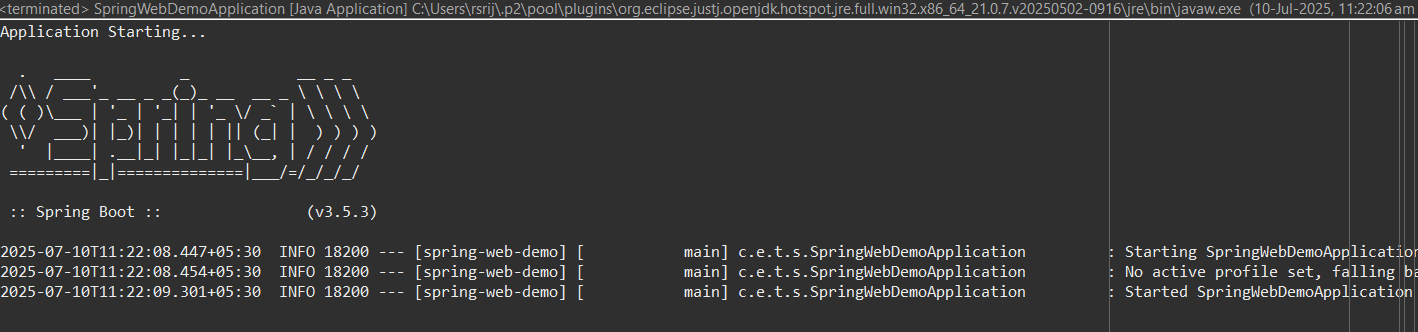 <terminated> SpringWebDemoApplication [Java Application] C:\Users\rsrij\.p2\pool\plugins\org.eclipse.justj.openjdk.hotspot.jre.full.win32.x86_64_21.0.7.v20250502-0916\jre\bin\javaw.exe (10-Jul-2025, 11:22:06 am
Application Starting...
  .   ____          _            __ _ _
 /\\ / ___'_ __ _ _(_)_ __  __ _ \ \ \ \
( ( )\___ | '_ | '_| | '_ \/ _` | \ \ \ \
 \\/  ___)| |_)| | | | | || (_| |  ) ) ) )
  '  |____| .__|_| |_|_| |_\__, | / / / /
 =========|_|==============|___/=/_/_/_/
 :: Spring Boot ::                (v3.5.3)
2025-07-10T11:22:08.447+05:30  INFO 18200 --- [spring-web-demo] [           main] c.e.t.s.SpringWebDemoApplication         : Starting SpringWebDemoApplication
2025-07-10T11:22:08.454+05:30  INFO 18200 --- [spring-web-demo] [           main] c.e.t.s.SpringWebDemoApplication         : No active profile set, falling ba
2025-07-10T11:22:09.301+05:30  INFO 18200 --- [spring-web-demo] [           main] c.e.t.s.SpringWebDemoApplication         : Started SpringWebDemoApplication